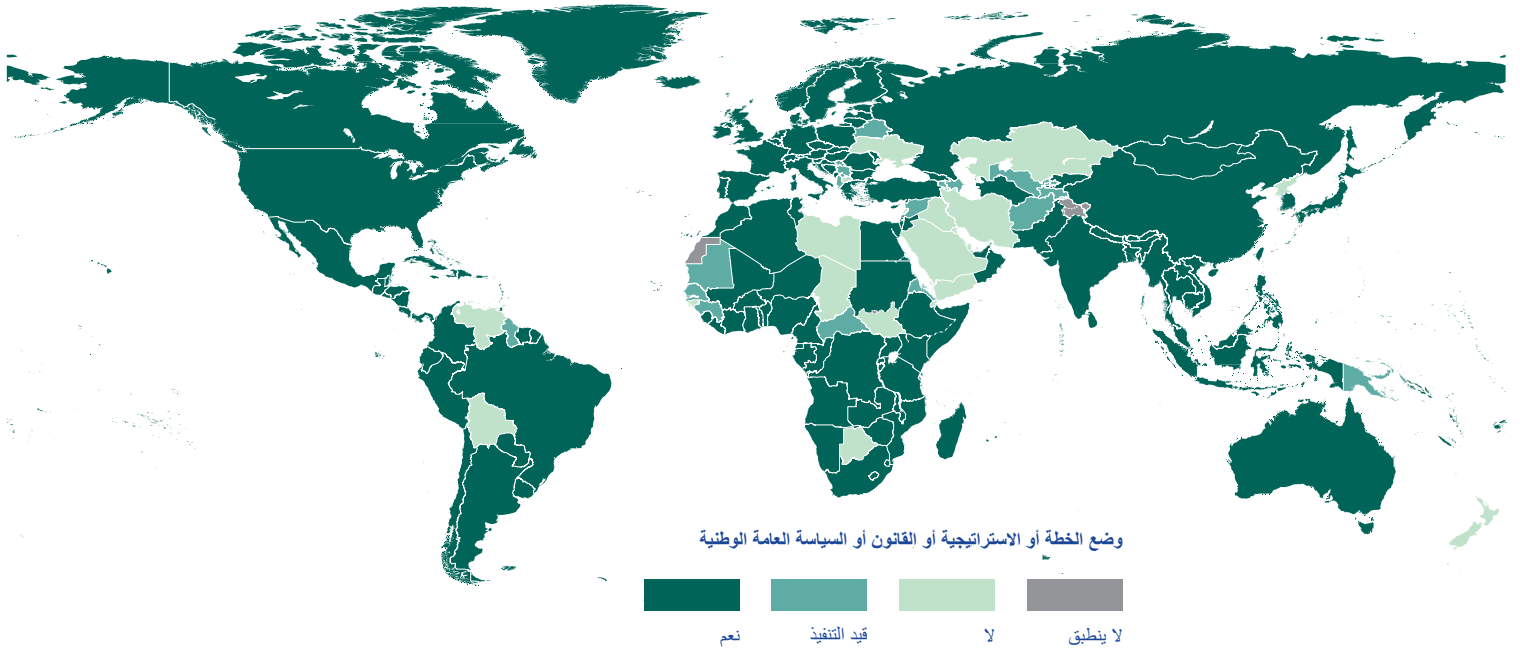 وضع الخطة أو الاستراتيجية أو القانون أو السياسة العامة الوطنية
لا ينطبق
لا
قيد التنفيذ
نعم